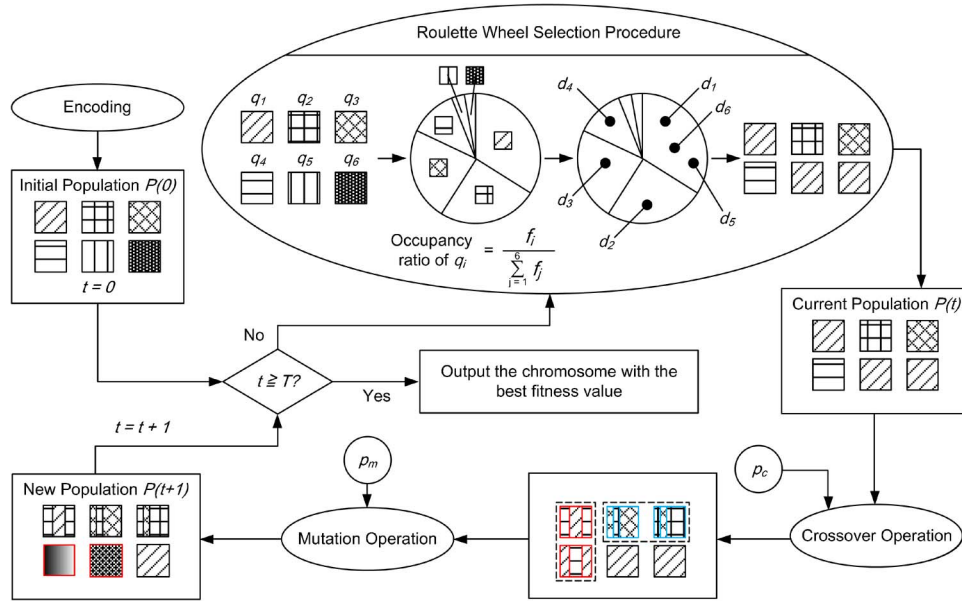 Roulette Wheel Selection Procedure
Encoding
q1 q2 q3
q4 q5 q6
d4 d1
d6
d3 d5
d2
Occupancy
ratio of qi = fi
6
∑ fj
j = 1
Initial Population P(0)
t = 0
Current Population P(t)
No
t ≧ T?
Yes
Output the chromosome with the
best fitness value
t = t + 1
New Population P(t+1)
pm
Mutation Operation
pc
Crossover Operation